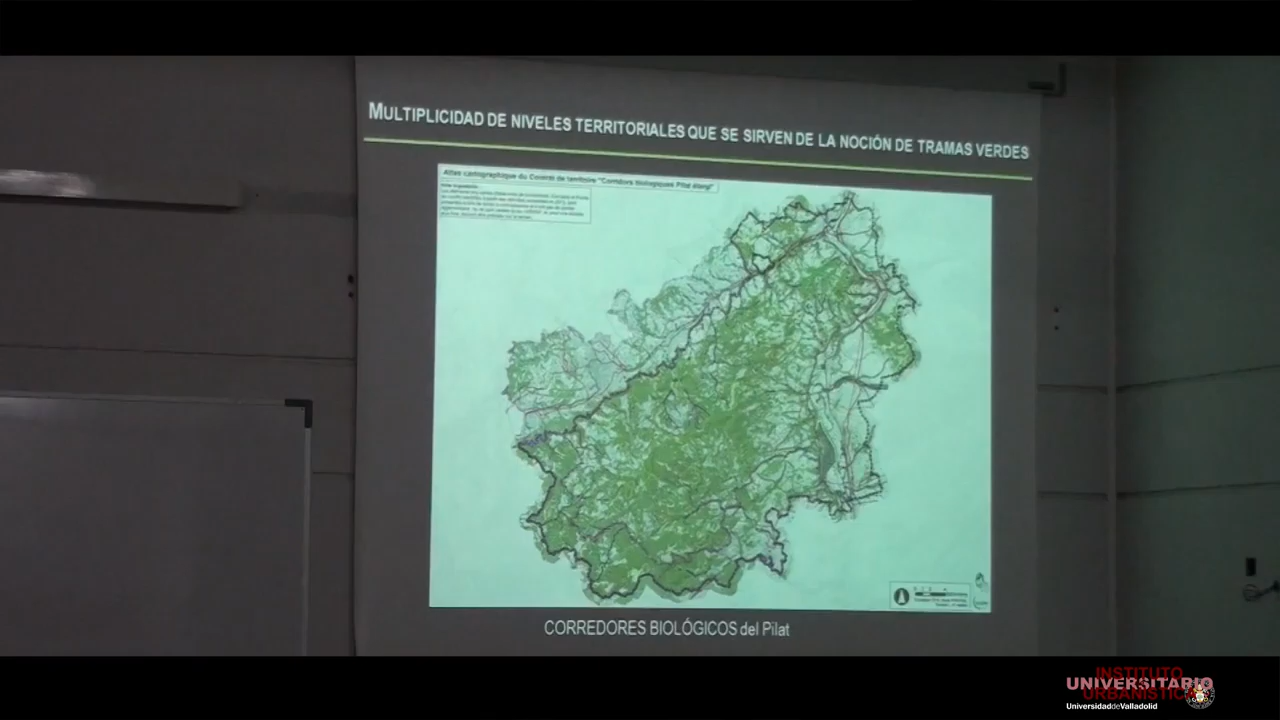 MULTIPLICIDAD DE NIVELES TERRITORIALES QUE SE SIRVEN DE LA NOCIÓN DE TRAMAS VERDES
Atlas cartographique du Contrat de territoire "Corridors biologiques Pilat élargi"
CORREDORES BIOLÓGICOS del Pilat
INSTITUTO
UNIVERSITARIO
URBANÍSTICA
UniversidaddeValladolid